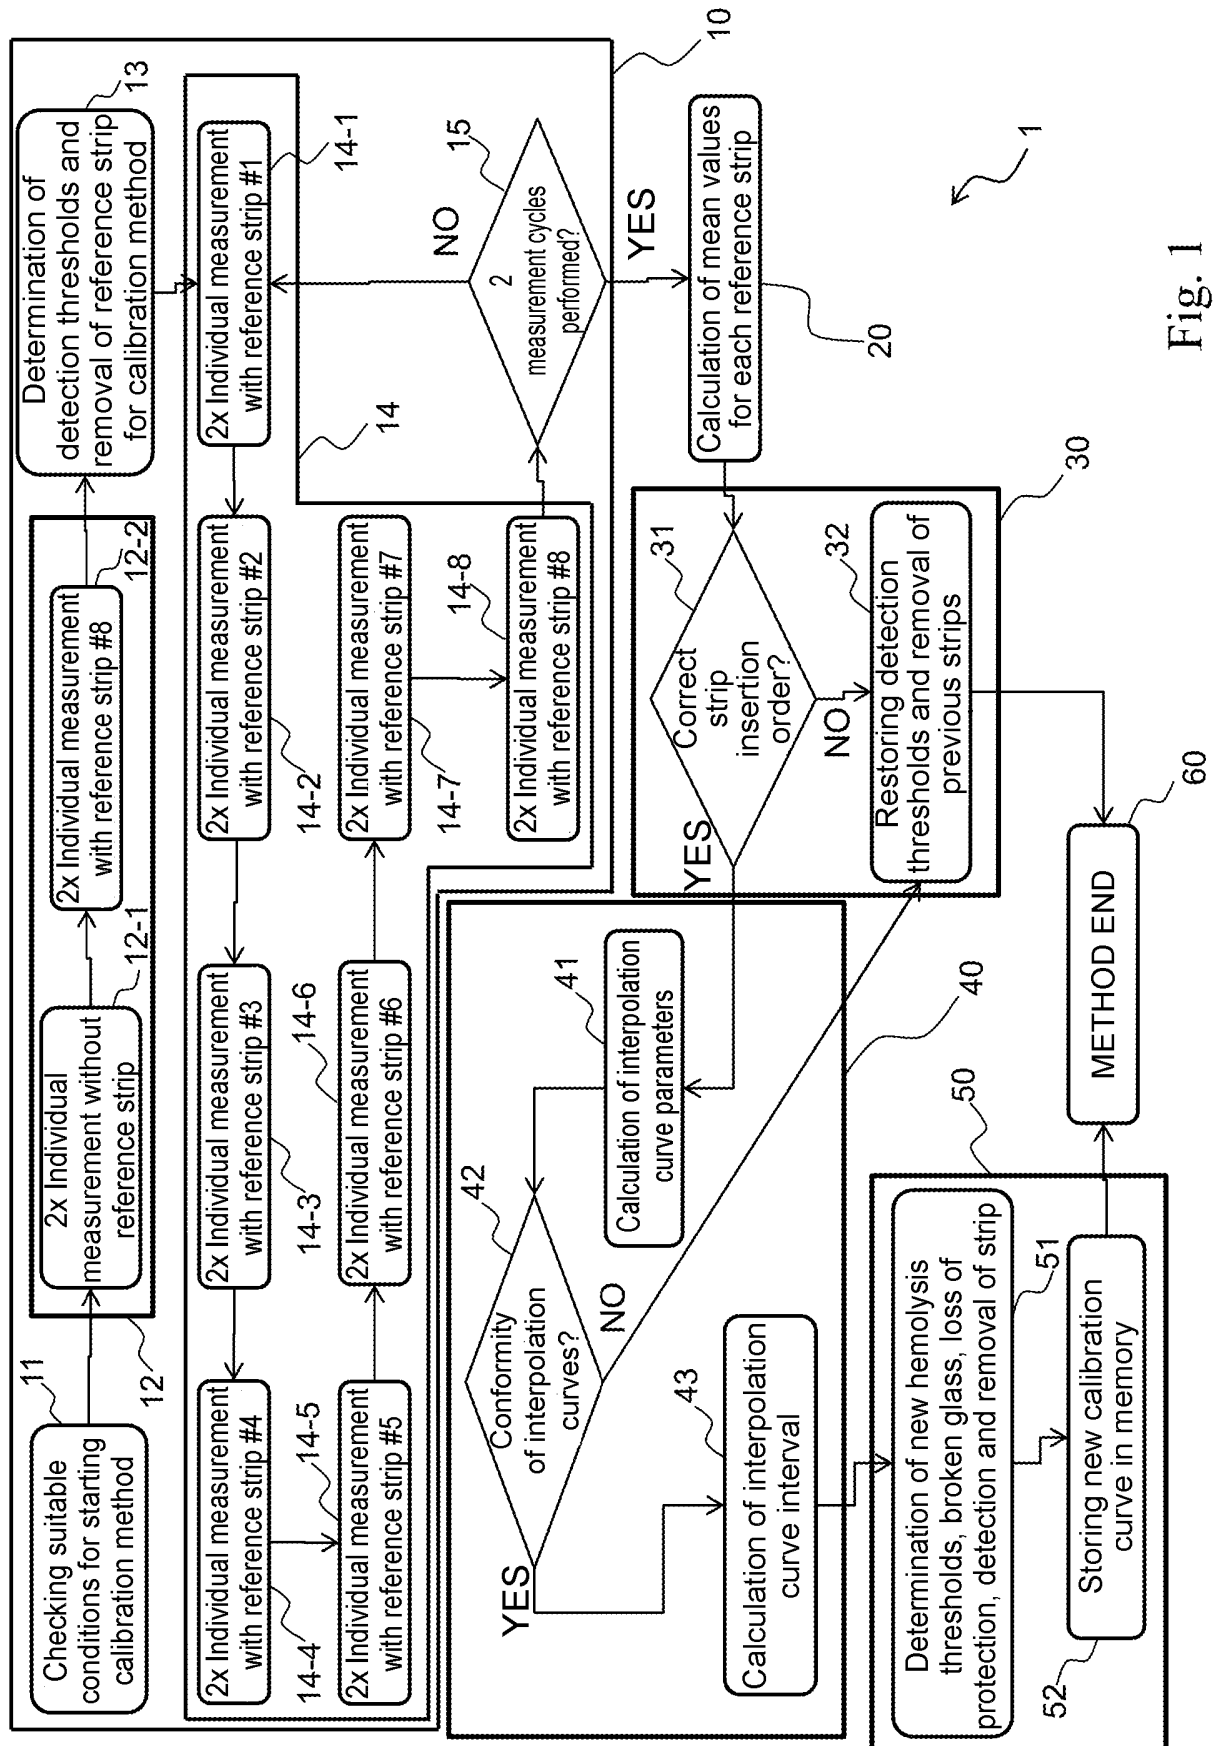 11
Checking suitable
conditions for starting
calibration method
12
2x Individual
measurement without
reference strip
12-1
2x Individual measurement
with reference strip #8
12-2
Determination of
detection thresholds and
removal of reference strip
for calibration method
13
10
14
2x Individual measurement
with reference strip #1
14-1
2x Individual measurement
with reference strip #2
14-2
2x Individual measurement
with reference strip #3
14-3
2x Individual measurement
with reference strip #4
14-4
2x Individual measurement
with reference strip #5
14-5
2x Individual measurement
with reference strip #6
14-6
2x Individual measurement
with reference strip #7
14-7
2x Individual measurement
with reference strip #8
14-8
15
2
measurement cycles
performed?
NO
YES
Calculation of mean values
for each reference strip
20
30
31
Correct
strip
insertion
order?
YES
NO
32
Restoring detection
thresholds and removal of
previous strips
40
41
Calculation of interpolation
curve parameters
42
Conformity
of interpolation
curves?
YES
NO
43
Calculation of interpolation
curve interval
50
Determination of new hemolysis
thresholds, broken glass, loss of
protection, detection and removal of strip
51
Storing new calibration
curve in memory
52
60
METHOD END
1
Fig. 1